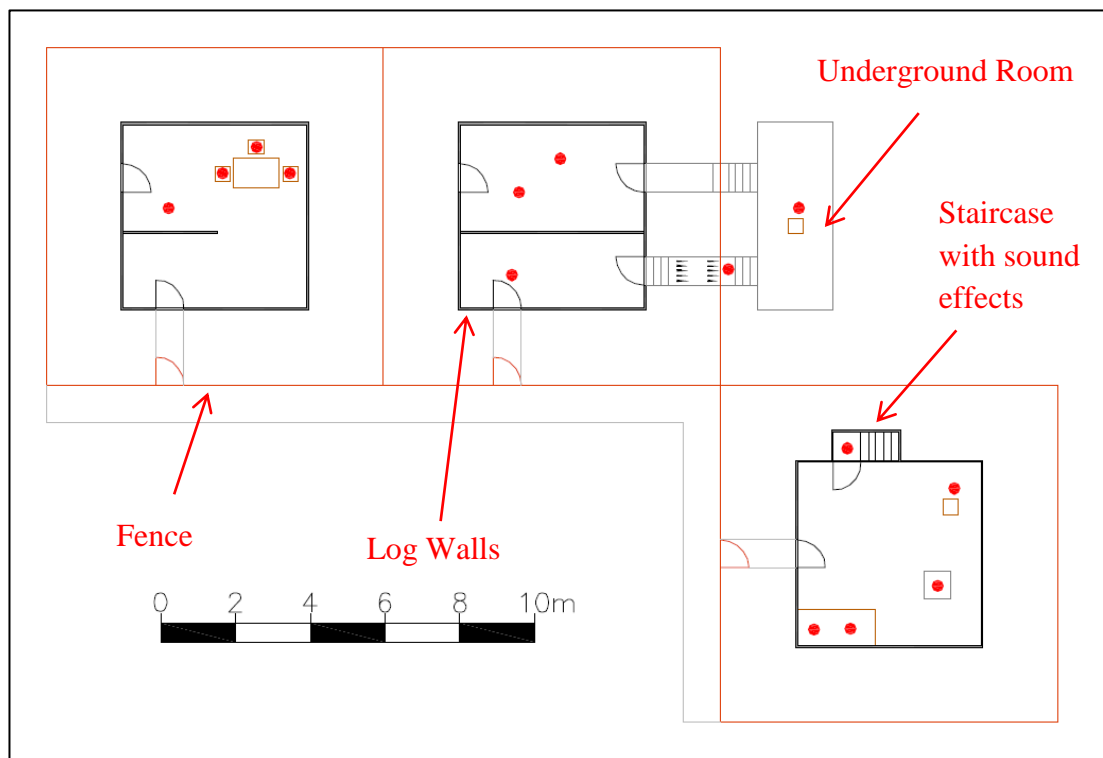 Underground Room
Staircase
with sound
effects
Fence
Log Walls
0 2 4 6 8 10m